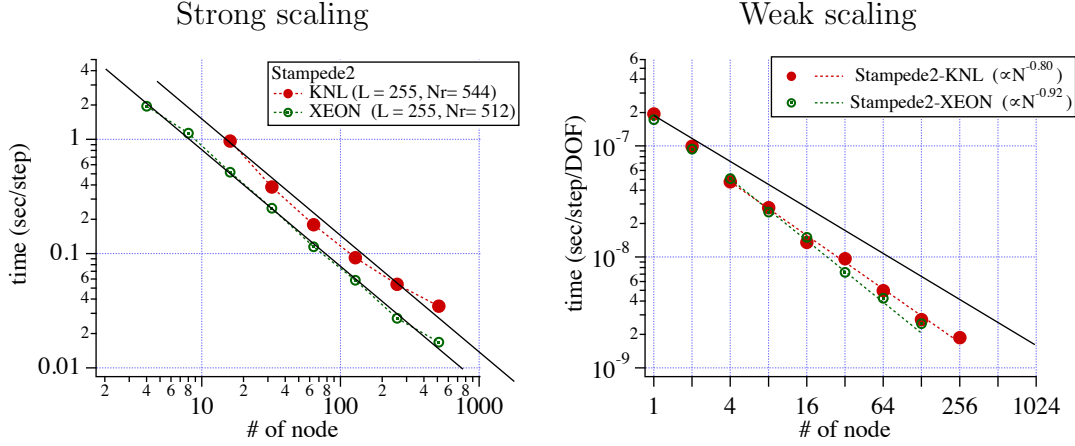 Strong scaling
Weak scaling
Stampede2
KNL (L = 255, Nr= 544)
XEON (L = 255, Nr= 512)
time (sec/step)
4
2
1
8
6
4
2
0.1
8
6
4
2
0.01
2 4 6 8 10 2 4 6 8 100 2 4 6 8 1000
# of node
Stampede2-KNL (∝N^-0.80)
Stampede2-XEON (∝N^-0.92)
time (sec/step/DOF)
6
4
2
10^-7
6
4
2
10^-8
6
4
2
10^-9
1 4 16 64 256 1024
# of node